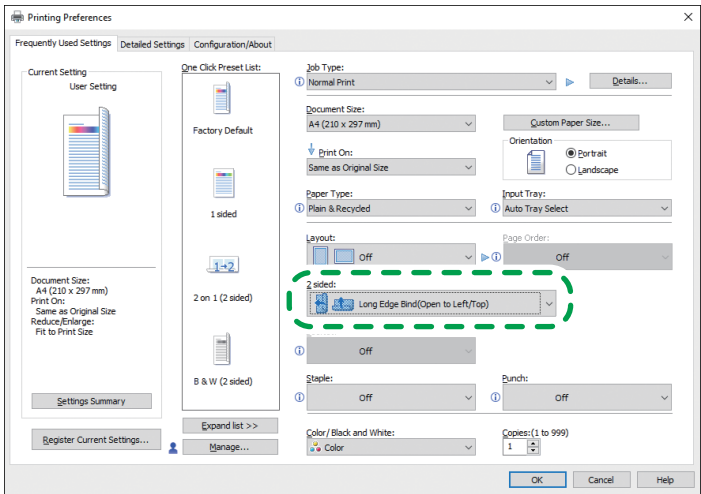 Printing Preferences
Frequently Used Settings
Detailed Settings
Configuration/About
Current Setting
User Setting
Document Size:
A4 (210 x 297 mm)
Print On:
Same as Original Size
Reduce/Enlarge:
Fit to Print Size
Settings Summary
Register Current Settings...
One Click Preset List:
Factory Default
1 sided
1→2
2 on 1 (2 sided)
B & W (2 sided)
Expand list >>
Manage...
Job Type:
Normal Print
Details...
Document Size:
A4 (210 x 297 mm)
Custom Paper Size...
Print On:
Same as Original Size
Orientation
Portrait
Landscape
Paper Type:
Plain & Recycled
Input Tray:
Auto Tray Select
Layout:
Off
Page Order:
Off
2 sided:
Long Edge Bind(Open to Left/Top)
Off
Staple:
Off
Punch:
Off
Color/ Black and White:
Color
Copies:(1 to 999)
1
OK
Cancel
Help